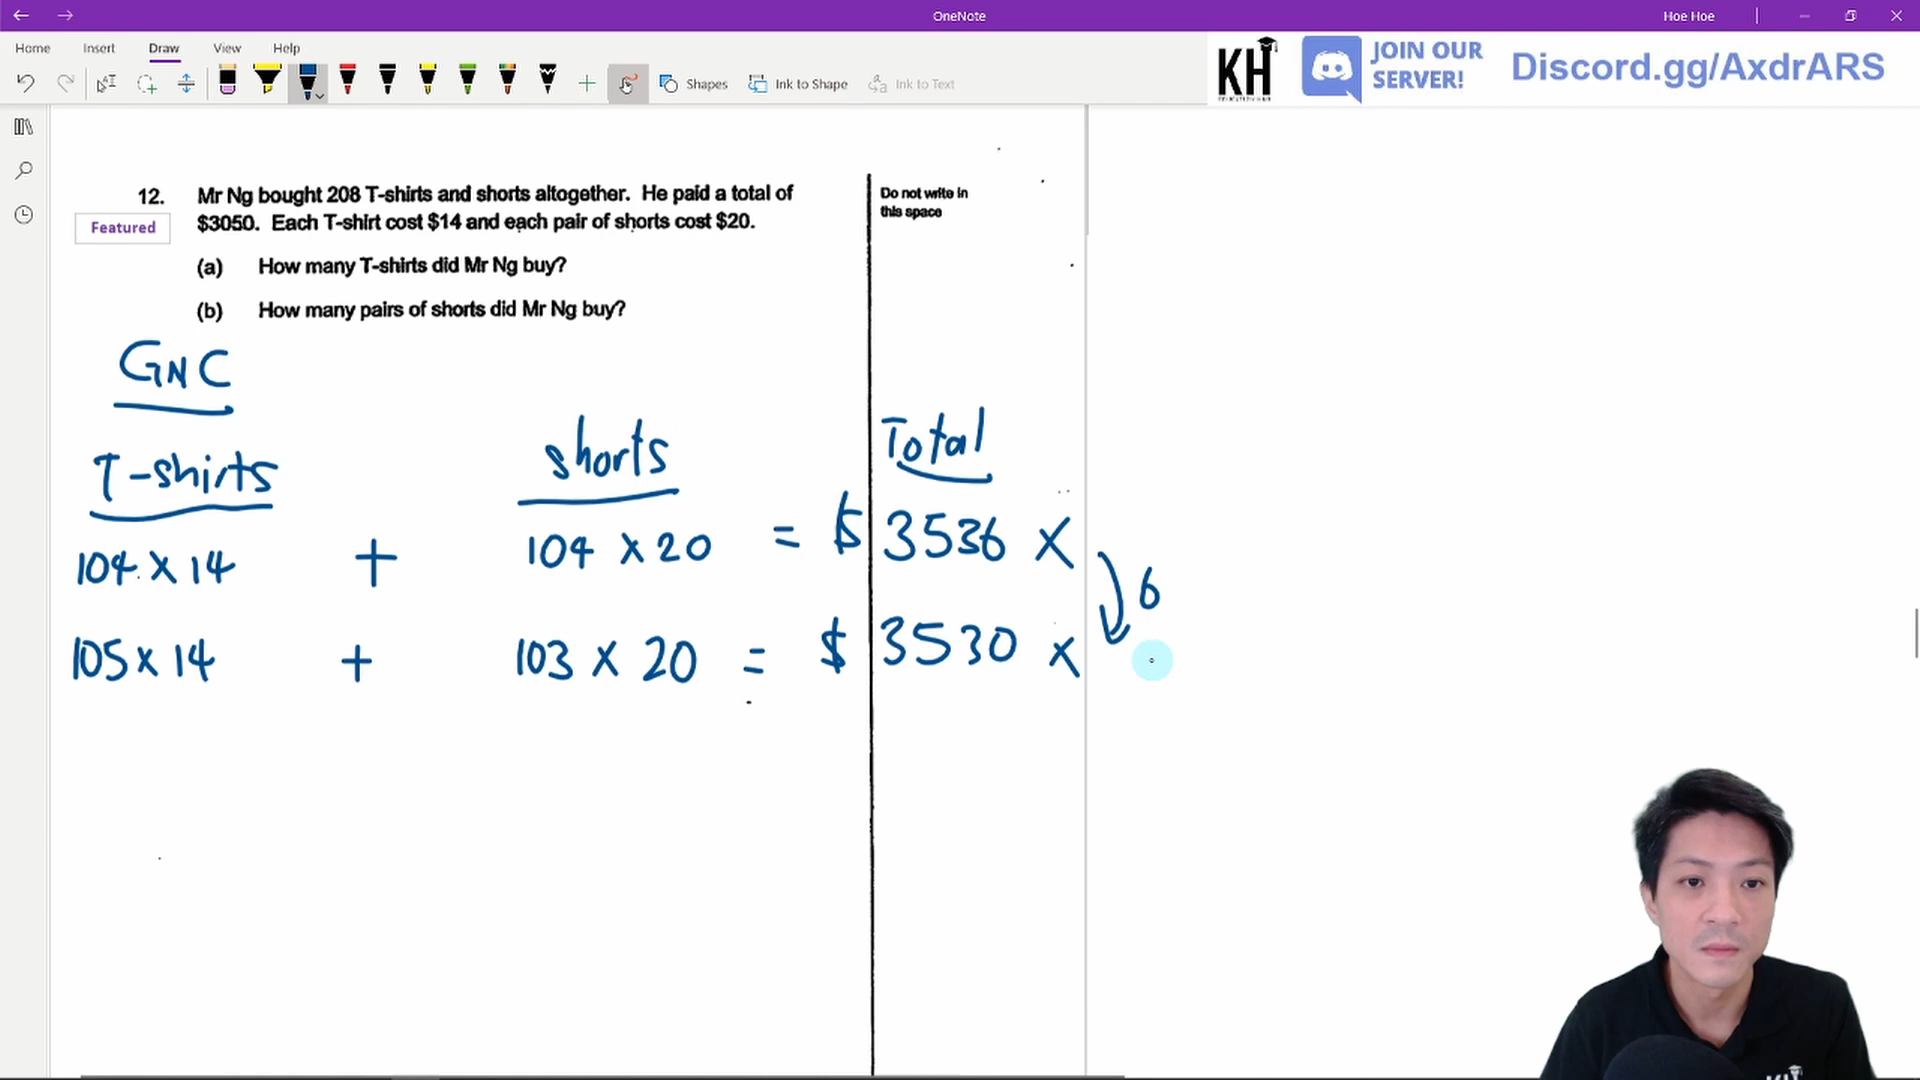 OneNote
Hoe Hoe
Home Insert Draw View Help
Shapes Ink to Shape Ink to Text
KH
JOIN OUR
SERVER!
Discord.gg/AxdrARS
12. Mr Ng bought 208 T-shirts and shorts altogether. He paid a total of
$3050. Each T-shirt cost $14 and each pair of shorts cost $20.
Featured
(a) How many T-shirts did Mr Ng buy?
(b) How many pairs of shorts did Mr Ng buy?
Do not write in
this space
GNC
T-shirts shorts Total
104 × 14 + 104 × 20 = $ 3536 ×
6
105 × 14 + 103 × 20 = $ 3530 ×